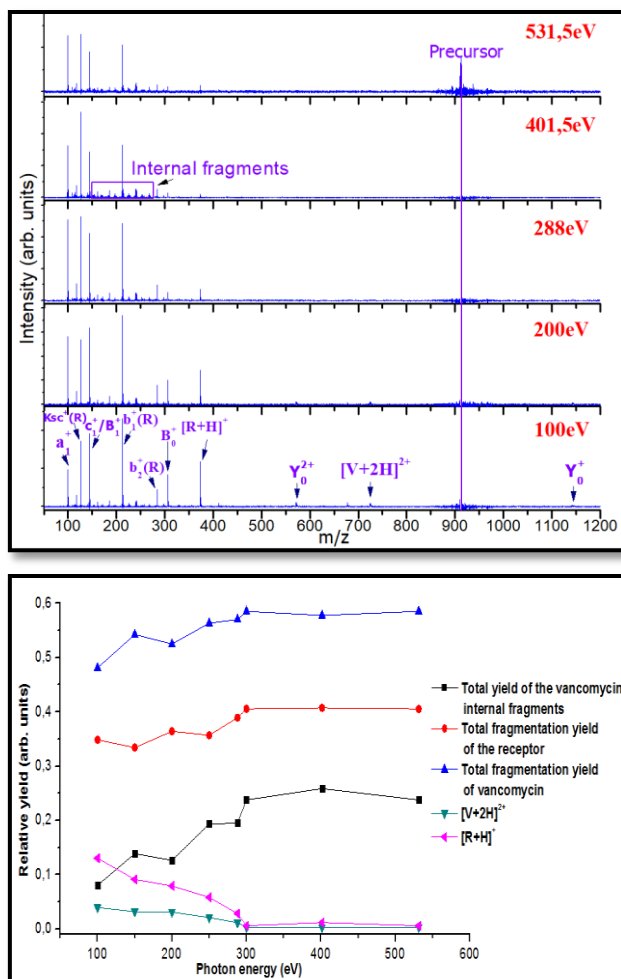 531,5eV
Precursor
401,5eV
Internal fragments
288eV
200eV
100eV
Ksc⁺(R)
a₁⁺
c₁⁺/B₁⁺
b₁⁺(R)
b₂⁺(R)
B₀⁺
[R+H]⁺
Y₀²⁺
[V+2H]²⁺
Y₀⁺
Intensity (arb. units)
50 100 200 300 400 500 600 700 800 900 1000 1100 1200
m/z
0,6
0,5
0,4
0,3
0,2
0,1
0,0
Relative yield (arb. units)
100 200 300 400 500 600
Photon energy (eV)
Total yield of the vancomycin
internal fragments
Total fragmentation yield
of the receptor
Total fragmentation yield
of vancomycin
[V+2H]²⁺
[R+H]⁺